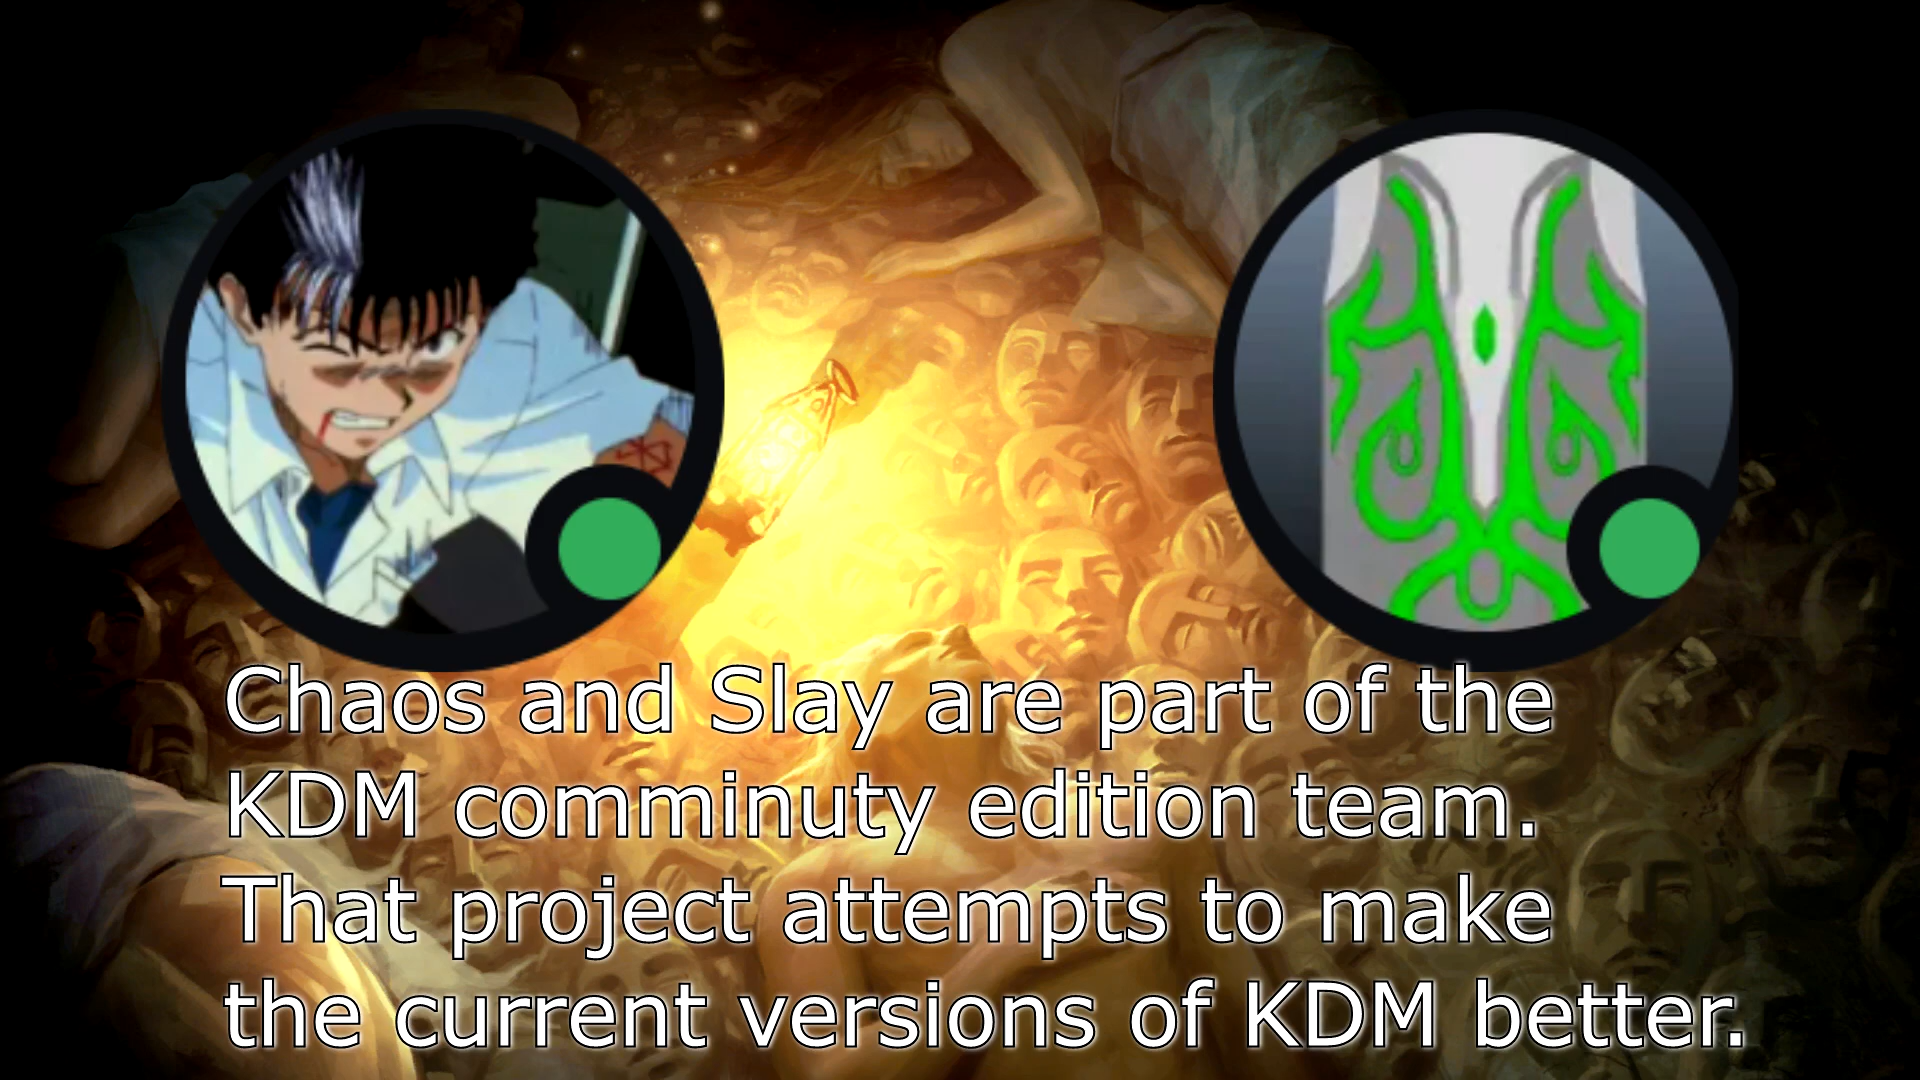 Chaos and Slay are part of the
KDM comminuty edition team.
That project attempts to make
the current versions of KDM better.